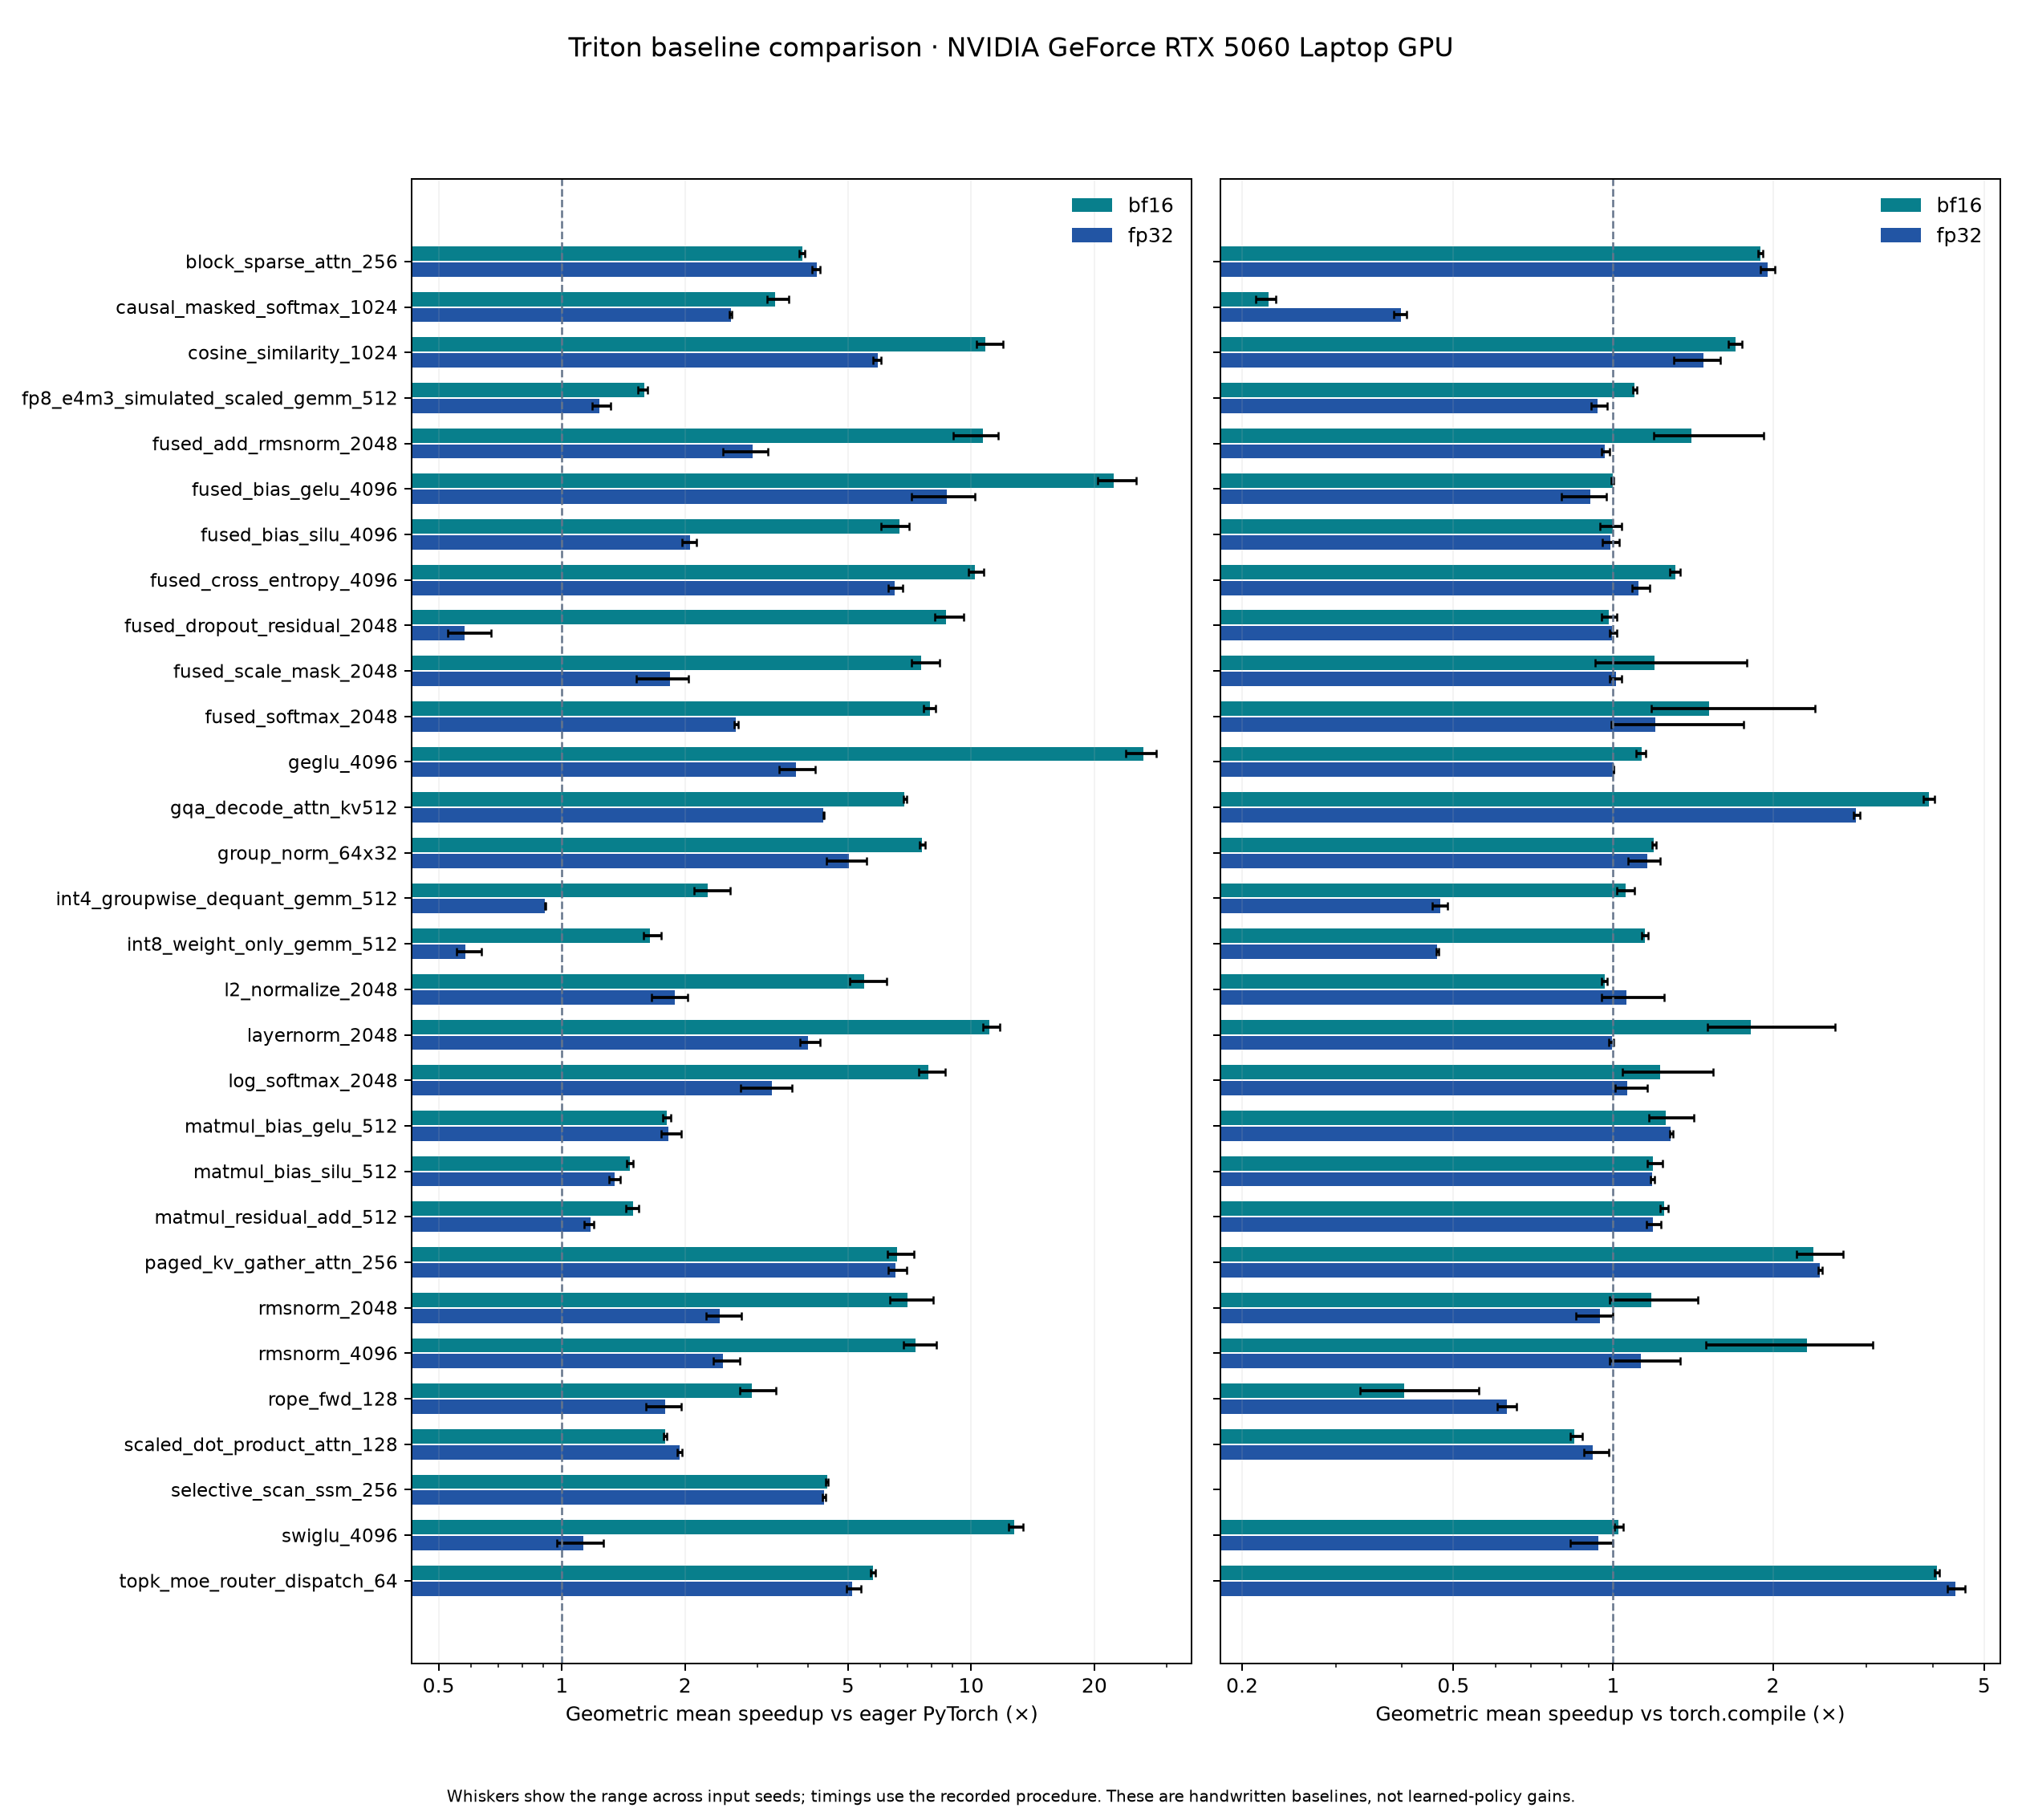 Triton baseline comparison · NVIDIA GeForce RTX 5060 Laptop GPU
bf16
fp32
bf16
fp32
block_sparse_attn_256
causal_masked_softmax_1024
cosine_similarity_1024
fp8_e4m3_simulated_scaled_gemm_512
fused_add_rmsnorm_2048
fused_bias_gelu_4096
fused_bias_silu_4096
fused_cross_entropy_4096
fused_dropout_residual_2048
fused_scale_mask_2048
fused_softmax_2048
geglu_4096
gqa_decode_attn_kv512
group_norm_64x32
int4_groupwise_dequant_gemm_512
int8_weight_only_gemm_512
l2_normalize_2048
layernorm_2048
log_softmax_2048
matmul_bias_gelu_512
matmul_bias_silu_512
matmul_residual_add_512
paged_kv_gather_attn_256
rmsnorm_2048
rmsnorm_4096
rope_fwd_128
scaled_dot_product_attn_128
selective_scan_ssm_256
swiglu_4096
topk_moe_router_dispatch_64
0.5 1 2 5 10 20
Geometric mean speedup vs eager PyTorch (×)
0.2 0.5 1 2 5
Geometric mean speedup vs torch.compile (×)
Whiskers show the range across input seeds; timings use the recorded procedure. These are handwritten baselines, not learned-policy gains.